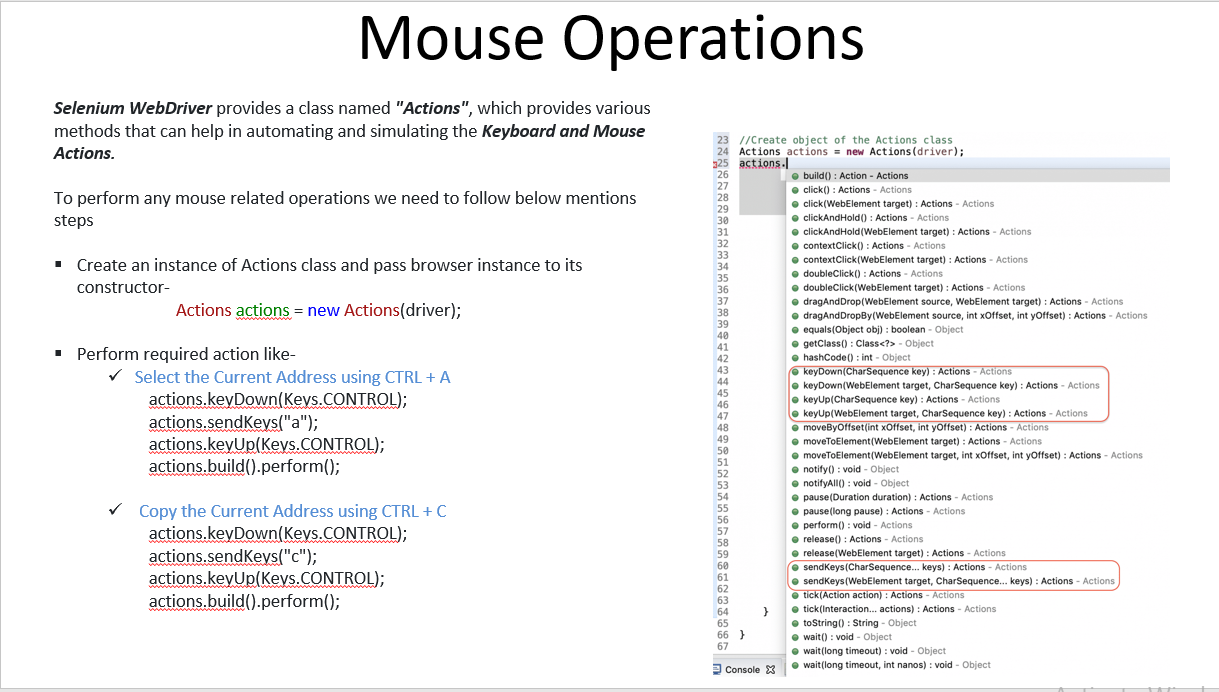 Mouse Operations
Selenium WebDriver provides a class named "Actions", which provides various
methods that can help in automating and simulating the Keyboard and Mouse
Actions.
To perform any mouse related operations we need to follow below mentions
steps
▪ Create an instance of Actions class and pass browser instance to its
constructor-
Actions actions = new Actions(driver);
▪ Perform required action like-
✓ Select the Current Address using CTRL + A
actions.keyDown(Keys.CONTROL);
actions.sendKeys("a");
actions.keyUp(Keys.CONTROL);
actions.build().perform();
✓ Copy the Current Address using CTRL + C
actions.keyDown(Keys.CONTROL);
actions.sendKeys("c");
actions.keyUp(Keys.CONTROL);
actions.build().perform();
23 //Create object of the Actions class
24 Actions actions = new Actions(driver);
25 actions.
26 build() : Action - Actions
27 click() : Actions - Actions
28 click(WebElement target) : Actions - Actions
29 clickAndHold() : Actions - Actions
30
31 clickAndHold(WebElement target) : Actions - Actions
32 contextClick() : Actions - Actions
33 contextClick(WebElement target) : Actions - Actions
34 doubleClick() : Actions - Actions
35
36 doubleClick(WebElement target) : Actions - Actions
37 dragAndDrop(WebElement source, WebElement target) : Actions - Actions
38 dragAndDropBy(WebElement source, int xOffset, int yOffset) : Actions - Actions
39 equals(Object obj) : boolean - Object
40
41 getClass() : Class<?> - Object
42 hashCode() : int - Object
43 keyDown(CharSequence key) : Actions - Actions
44 keyDown(WebElement target, CharSequence key) : Actions - Actions
45
46 keyUp(CharSequence key) : Actions - Actions
47 keyUp(WebElement target, CharSequence key) : Actions - Actions
48 moveByOffset(int xOffset, int yOffset) : Actions - Actions
49 moveToElement(WebElement target) : Actions - Actions
50
51 moveToElement(WebElement target, int xOffset, int yOffset) : Actions - Actions
52 notify() : void - Object
53 notifyAll() : void - Object
54 pause(Duration duration) : Actions - Actions
55 pause(long pause) : Actions - Actions
56 perform() : void - Actions
57
58 release() : Actions - Actions
59 release(WebElement target) : Actions - Actions
60 sendKeys(CharSequence... keys) : Actions - Actions
61 sendKeys(WebElement target, CharSequence... keys) : Actions - Actions
62
63 tick(Action action) : Actions - Actions
64 } tick(Interaction... actions) : Actions - Actions
65 toString() : String - Object
66 } wait() : void - Object
67
wait(long timeout) : void - Object
Console wait(long timeout, int nanos) : void - Object